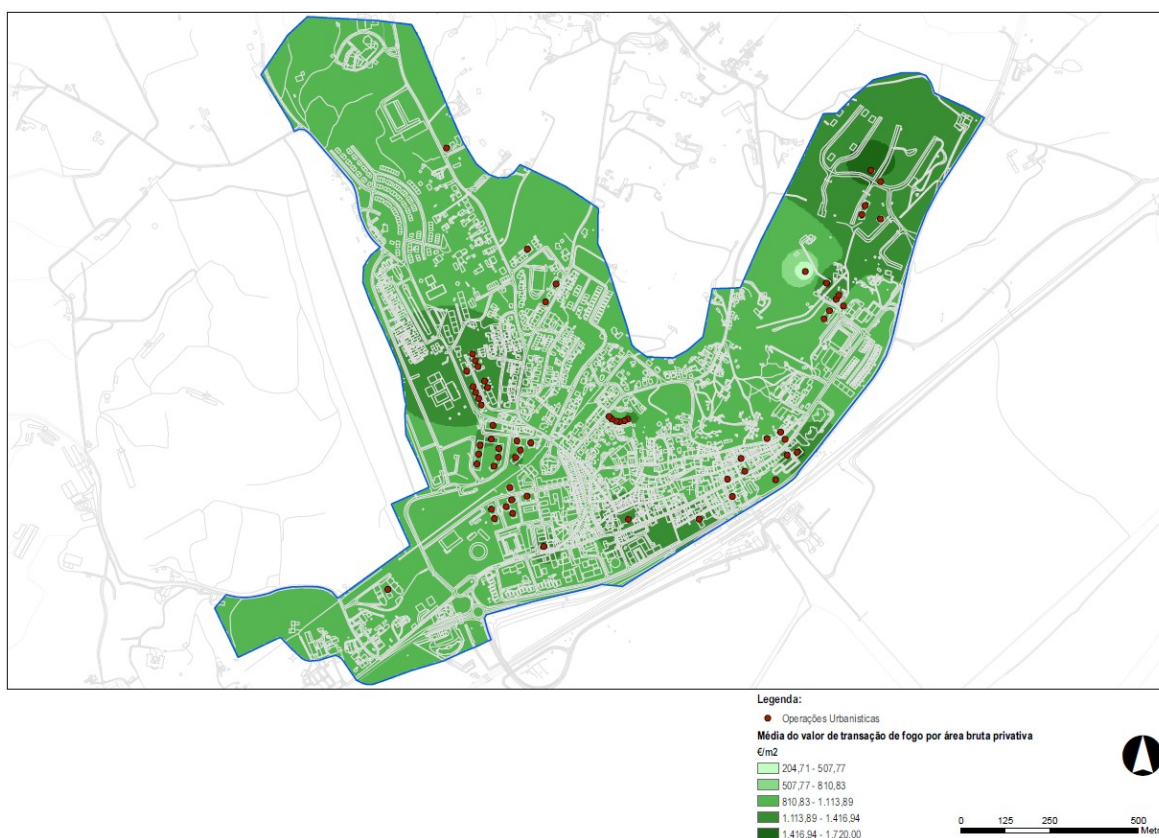 Legenda:
Operações Urbanísticas
Média do valor de transação de fogo por área bruta privativa
€/m2
204,71 - 507,77
507,77 - 810,83
810,83 - 1.113,89
1.113,89 - 1.416,94
1.416,94 - 1.720,00
0 125 250 500